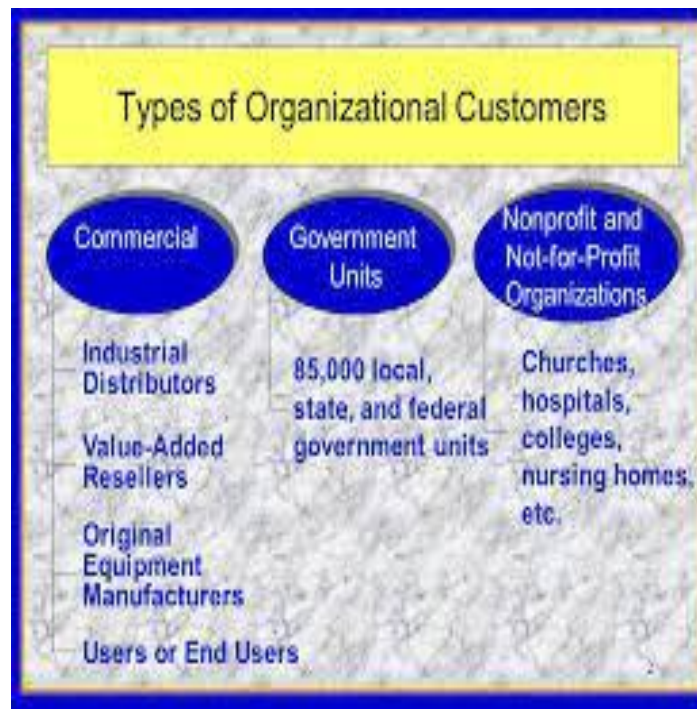 Types of Organizational Customers
Commercial
Industrial
Distributors
Value-Added
Resellers
Original
Equipment
Manufacturers
Users or End Users
Government
Units
85,000 local,
state, and federal
government units
Nonprofit and
Not-for-Profit
Organizations
Churches,
hospitals,
colleges,
nursing homes,
etc.
2